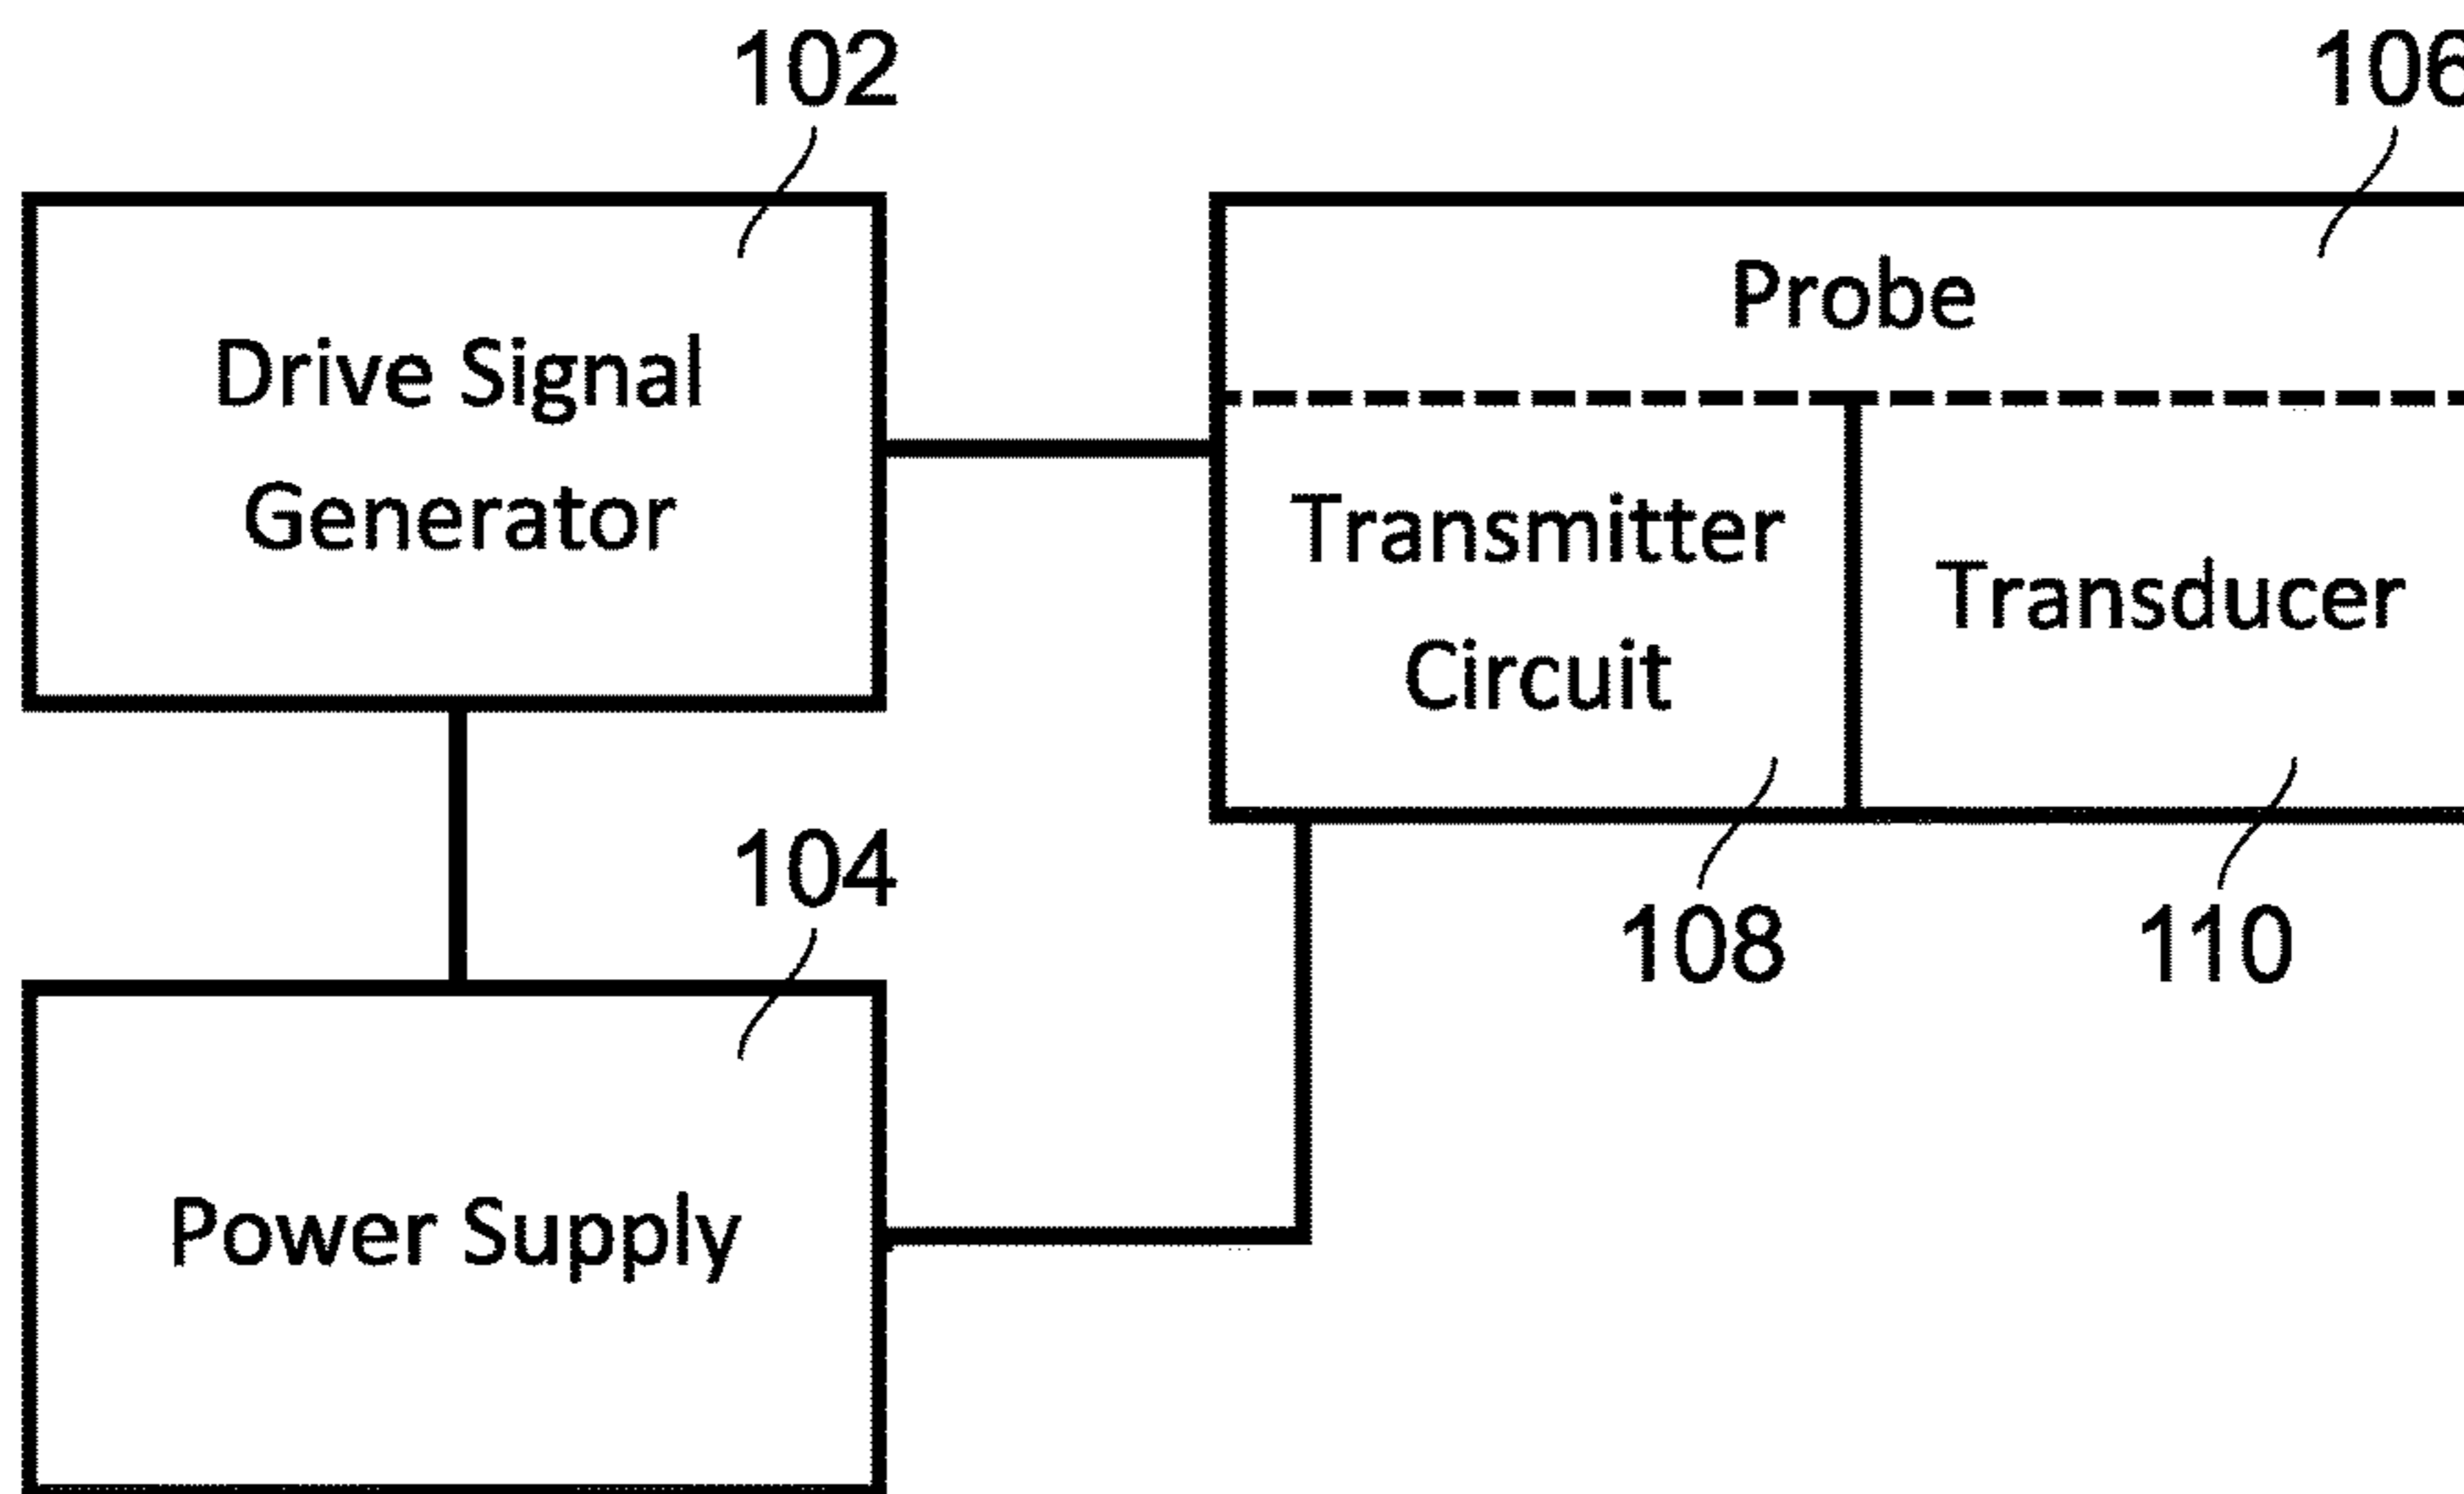 102
106
Drive Signal
Generator
Probe
Transmitter
Circuit
Transducer
104
108
110
Power Supply